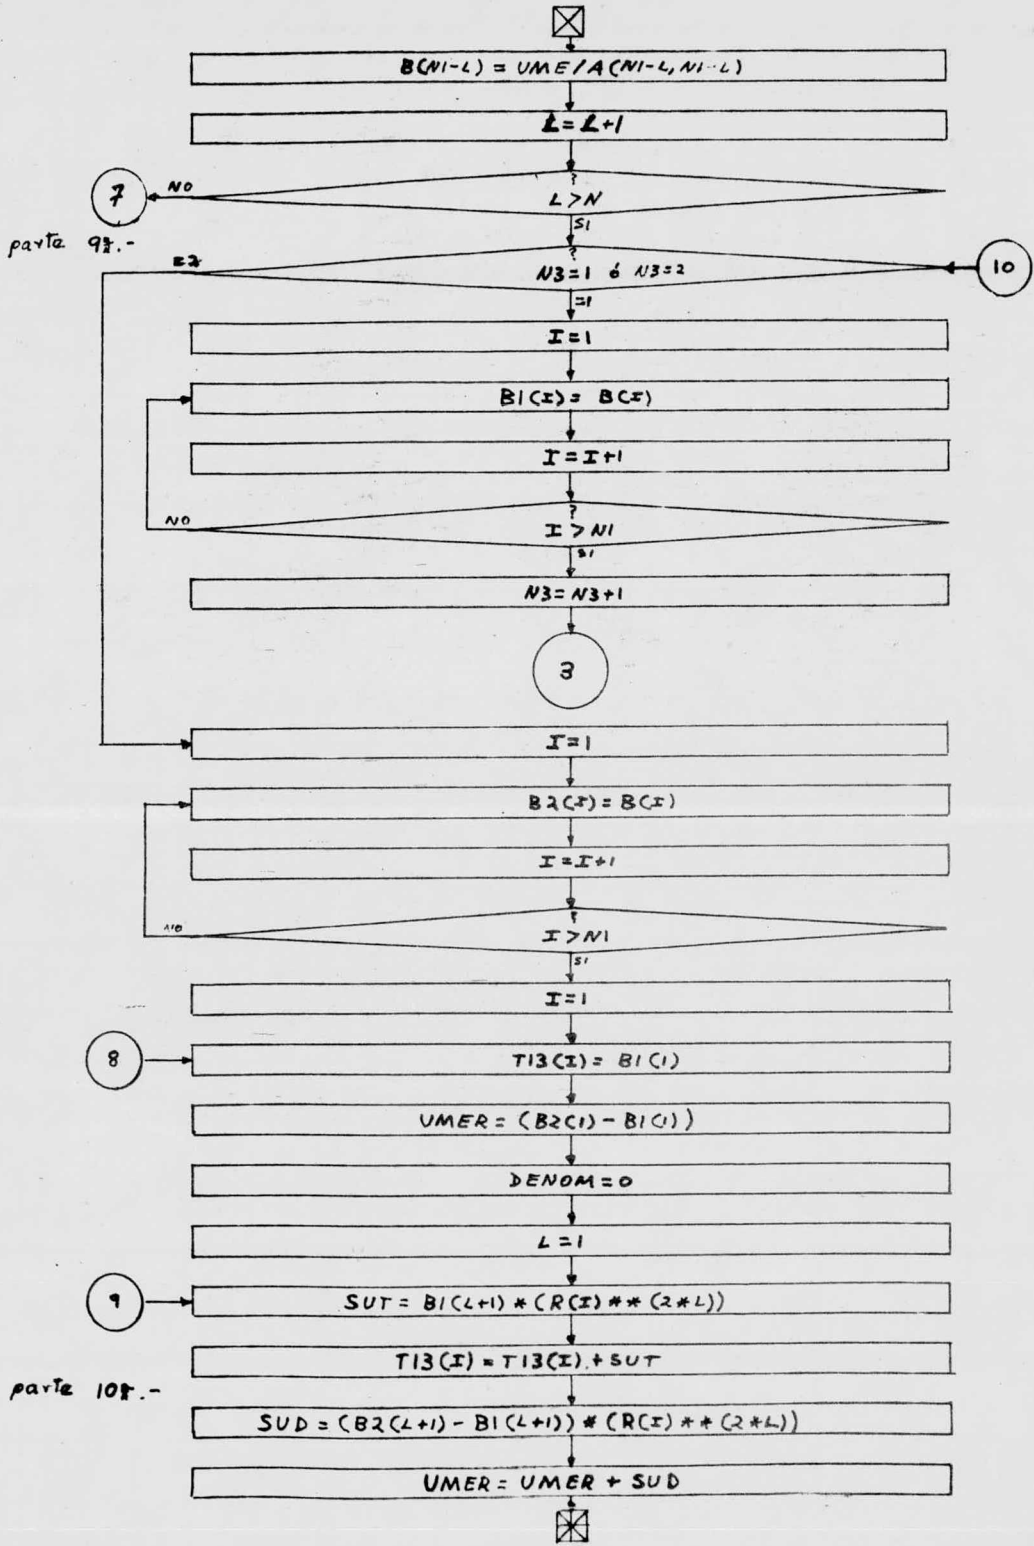 B(N1-L) = UME/A(N1-L, N1-L)
L=L+1
?
7
NO
L>N
SI
parte 9ª.-
=2
?
N3=1 ó N3=2
10
=1
I=1
B1(I)= B(I)
I=I+1
?
NO
I>N1
SI
N3=N3+1
3
I=1
B2(I)=B(I)
I=I+1
?
NO
I>N1
SI
I=1
8
T13(I)= B1(1)
UMER= (B2(1)-B1(1))
DENOM=0
L=1
9
SUT= B1(L+1)*(R(I)**(2*L))
T13(I)=T13(I)+SUT
parte 10ª.-
SUD=(B2(L+1)-B1(L+1))*(R(I)**(2*L))
UMER= UMER + SUD